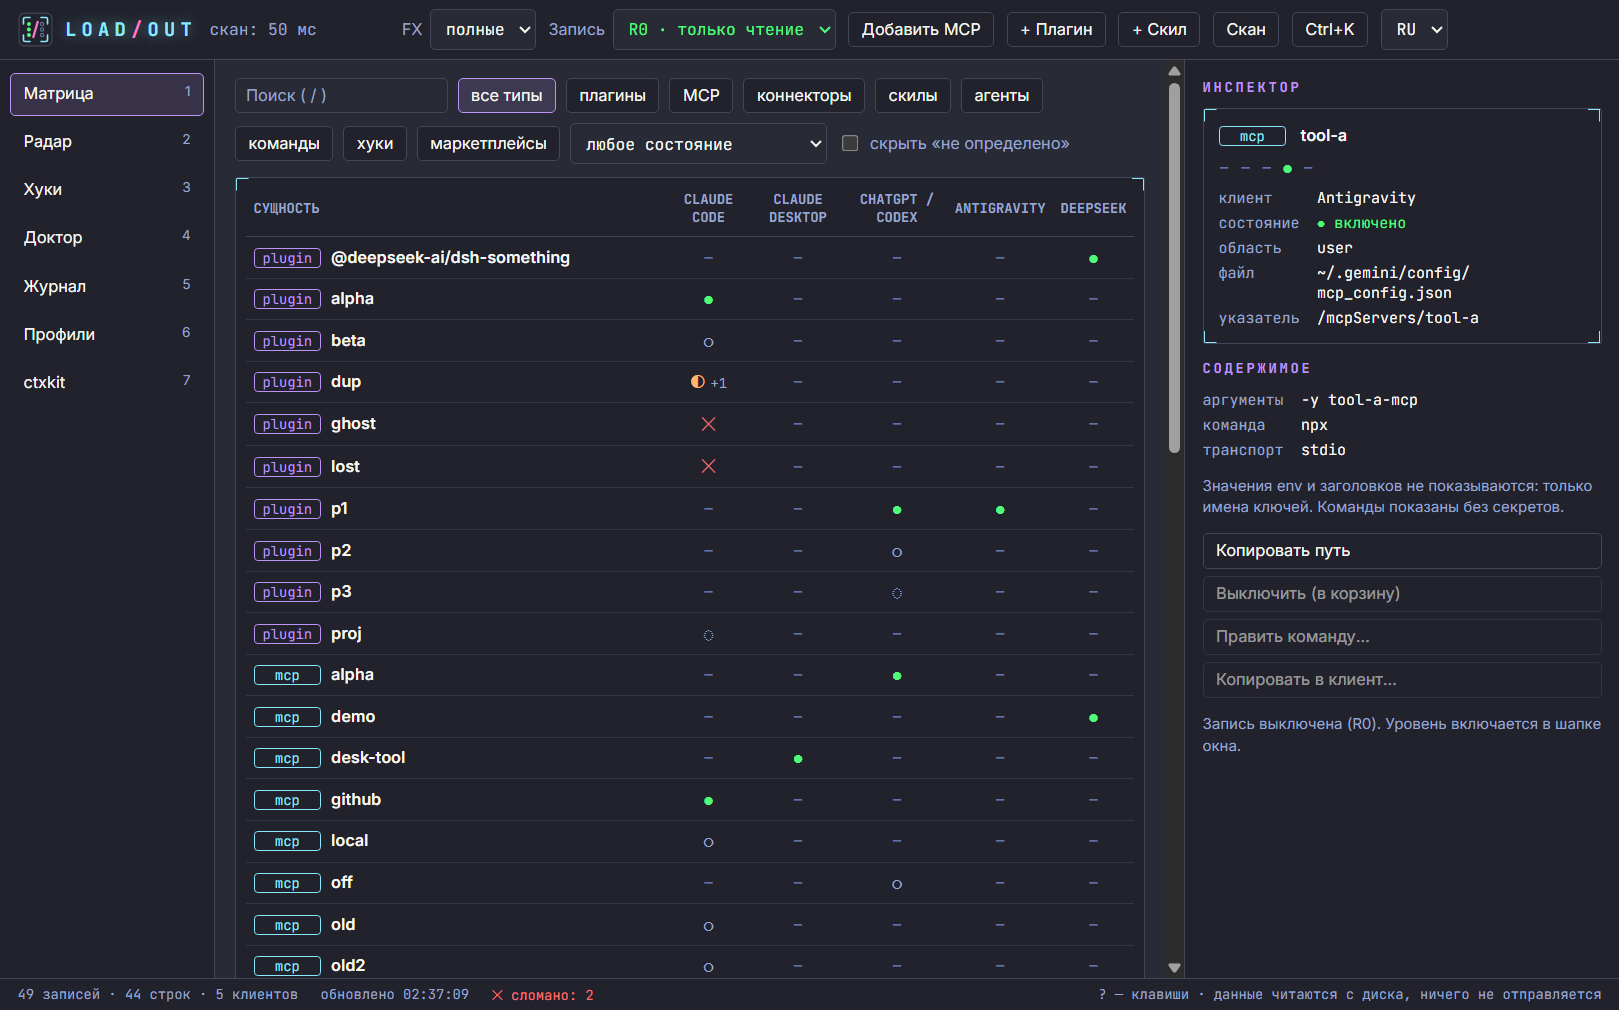 LOAD/OUT скан: 50 мс FX полные Запись R0 · только чтение Добавить MCP + Плагин + Скил Скан Ctrl+K RU
Матрица 1
Радар 2
Хуки 3
Доктор 4
Журнал 5
Профили 6
ctxkit 7
Поиск ( / ) все типы плагины MCP коннекторы скилы агенты
команды хуки маркетплейсы любое состояние скрыть «не определено»
СУЩНОСТЬ CLAUDE CODE CLAUDE DESKTOP CHATGPT / CODEX ANTIGRAVITY DEEPSEEK
plugin @deepseek-ai/dsh-something — — — — ●
plugin alpha ● — — — —
plugin beta ○ — — — —
plugin dup ◐ +1 — — — —
plugin ghost ✕ — — — —
plugin lost ✕ — — — —
plugin p1 — — ● ● —
plugin p2 — — ○ — —
plugin p3 — — ◌ — —
plugin proj ◌ — — — —
mcp alpha — — ● — —
mcp demo — — — — ●
mcp desk-tool — ● — — —
mcp github ● — — — —
mcp local ○ — — — —
mcp off — — ○ — —
mcp old ○ — — — —
mcp old2 ○ — — — —
ИНСПЕКТОР
mcp tool-a
— — — ● —
клиент Antigravity
состояние ● включено
область user
файл ~/.gemini/config/
mcp_config.json
указатель /mcpServers/tool-a
СОДЕРЖИМОЕ
аргументы -y tool-a-mcp
команда npx
транспорт stdio
Значения env и заголовков не показываются: только
имена ключей. Команды показаны без секретов.
Копировать путь
Выключить (в корзину)
Править команду...
Копировать в клиент...
Запись выключена (R0). Уровень включается в шапке
окна.
49 записей · 44 строк · 5 клиентов обновлено 02:37:09 ✕ сломано: 2 ? — клавиши · данные читаются с диска, ничего не отправляется